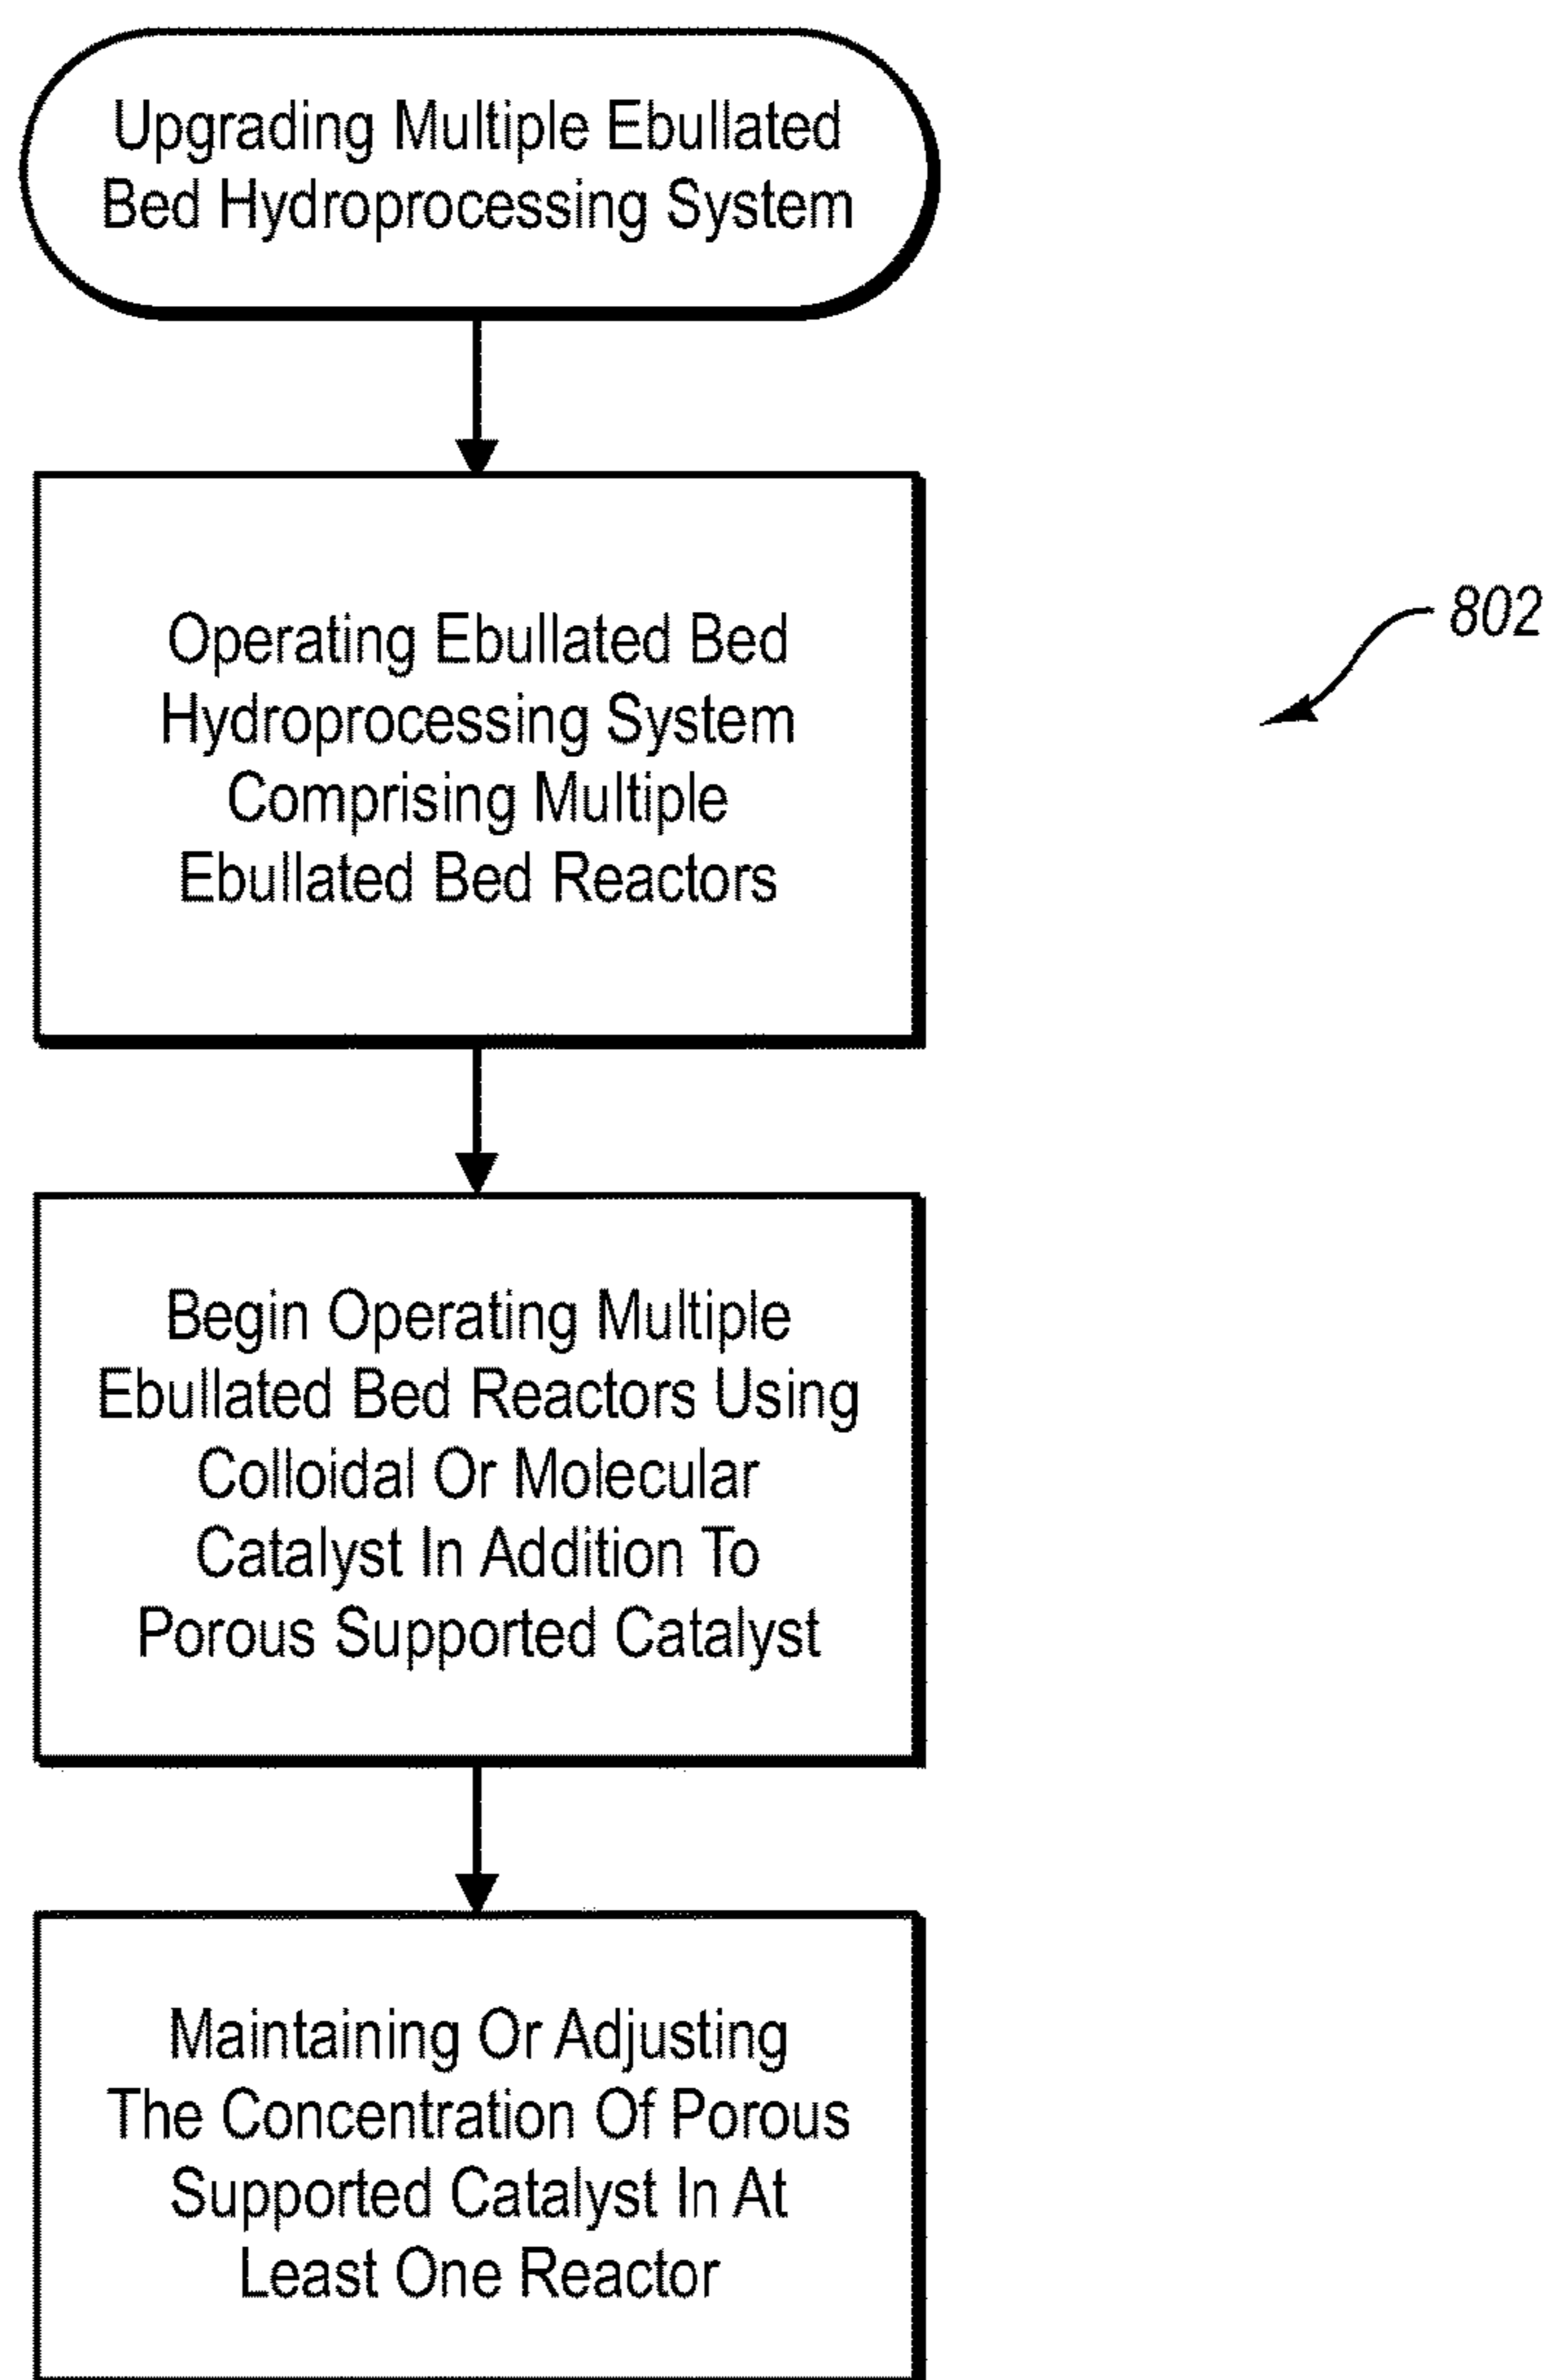 Upgrading Multiple Ebullated
Bed Hydroprocessing System
Operating Ebullated Bed
Hydroprocessing System
Comprising Multiple
Ebullated Bed Reactors
802
Begin Operating Multiple
Ebullated Bed Reactors Using
Colloidal Or Molecular
Catalyst In Addition To
Porous Supported Catalyst
Maintaining Or Adjusting
The Concentration Of Porous
Supported Catalyst In At
Least One Reactor